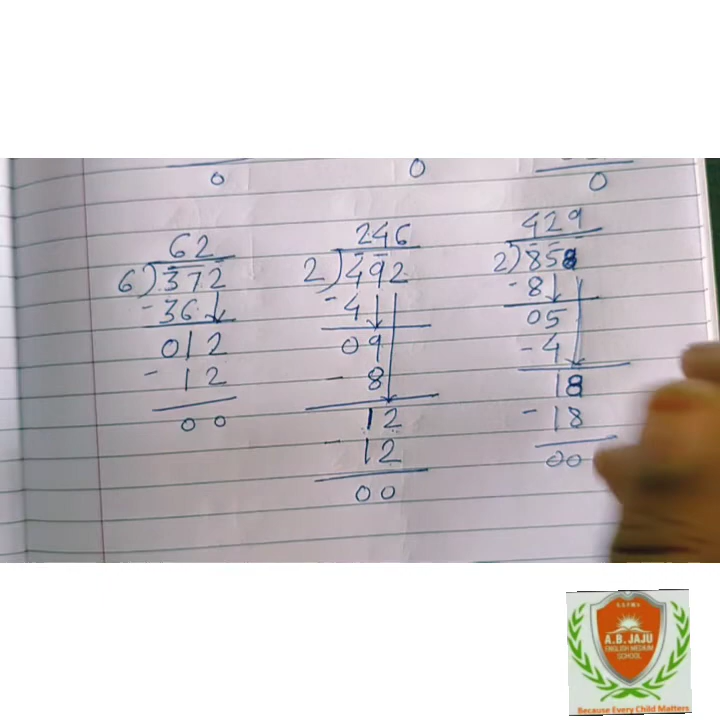 0 0 0
62 246 429
6)372 2)492 2)858
-36 -4 -8
012 09 05
-12 -8 -4
00 12 18
-12 -18
00 00
A.B. JAJU
ENGLISH MEDIUM
SCHOOL
Because Every Child Matters